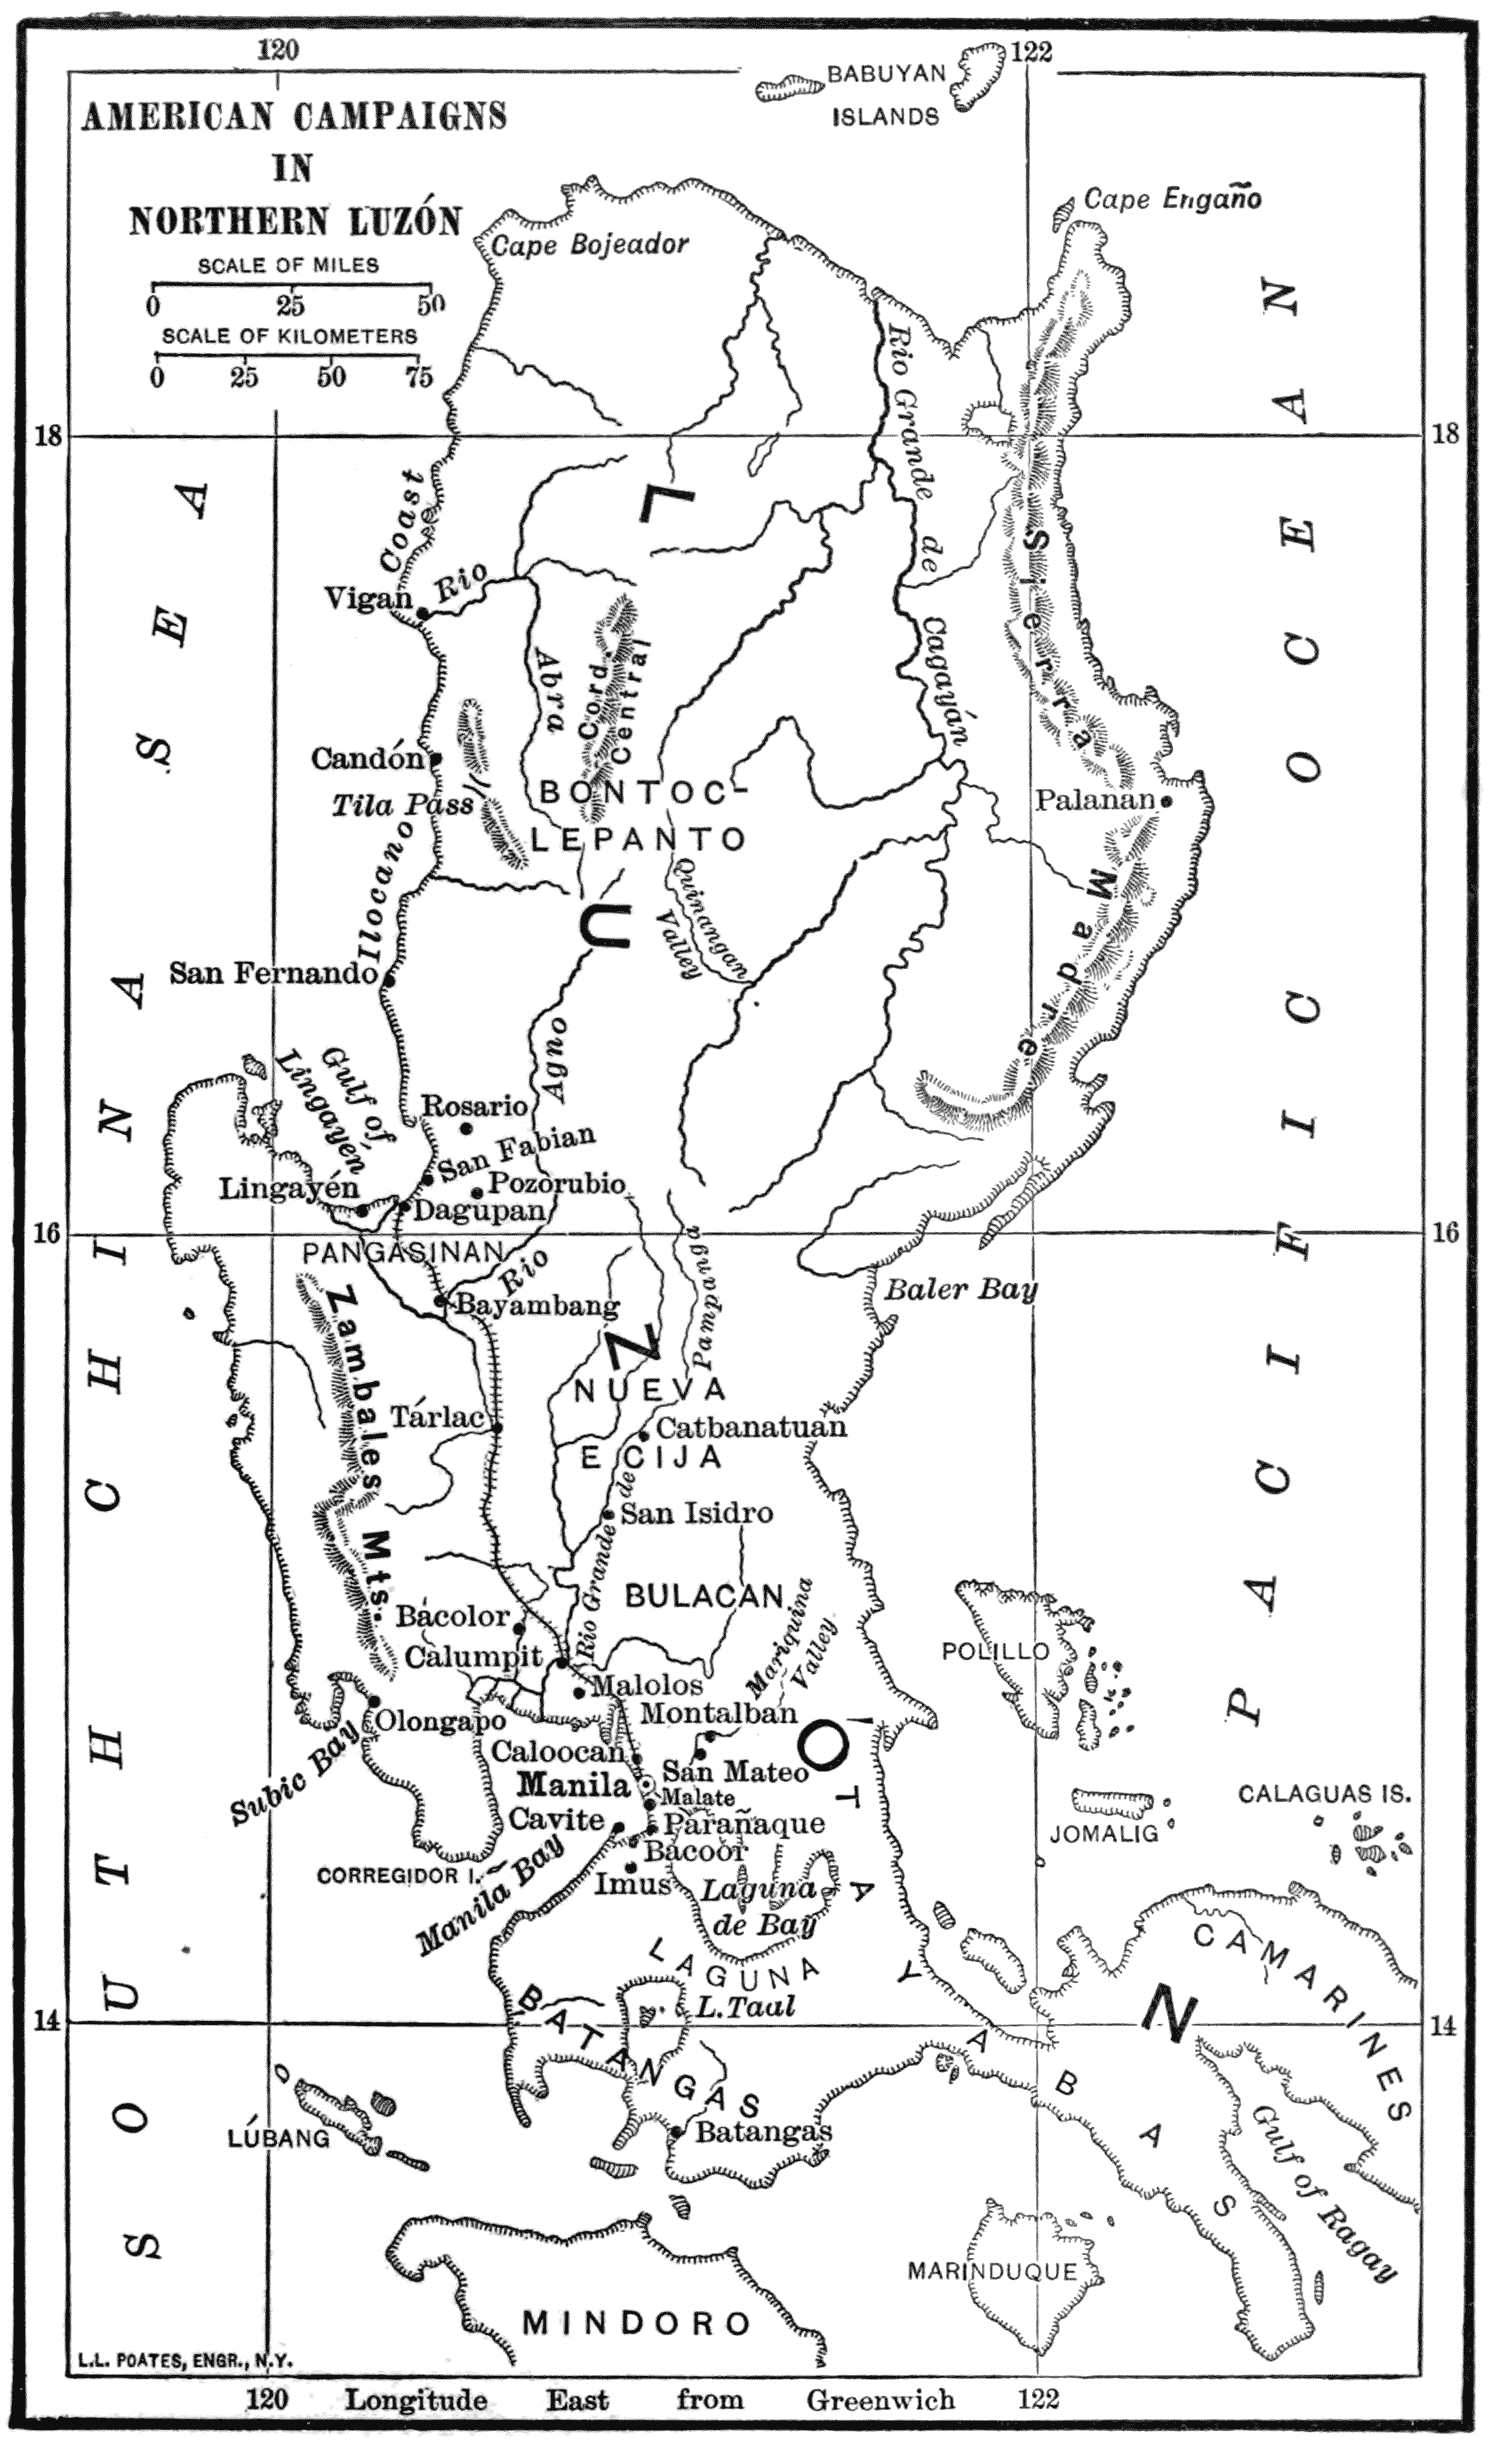 120
122
BABUYAN
ISLANDS
AMERICAN CAMPAIGNS
IN
NORTHERN LUZÓN
SCALE OF MILES
0 25 50
SCALE OF KILOMETERS
0 25 50 75
Cape Engaño
Cape Bojeador
18
18
Rio Grande de Cagayán
Sierra Madre
Ilocano Coast
Vigan
Rio Abra
Cord. Central
Candón
Tila Pass
BONTOC-
LEPANTO
Palanan
Quinangan
Valley
San Fernando
Gulf of
Lingayén
Rosario
San Fabian
Pozorubio
Lingayén
Dagupan
Rio Agno
16
16
PANGASINAN
Bayambang
Baler Bay
Zambales Mts.
Rio Grande de Pampanga
Tárlac
NUEVA
ECIJA
Catbanatuan
San Isidro
BULACAN
Bácolor
Calumpit
Mariquina
Valley
POLILLO
Malolos
Montalban
Olongapo
Subic Bay
Caloocan
San Mateo
Manila
Malate
Cavite
Parañaque
Bacoor
Imus
CALAGUAS IS.
JOMALIG
CORREGIDOR I.
Manila Bay
Laguna
de Bay
LAGUNA
L. Taal
CAMARINES
14
14
BATANGAS
TAYABAS
Batangas
LÚBANG
Gulf of Ragay
MARINDUQUE
MINDORO
LUZON
SOUTH CHINA SEA
PACIFIC OCEAN
L.L. POATES, ENGR., N.Y.
120 Longitude East from Greenwich 122